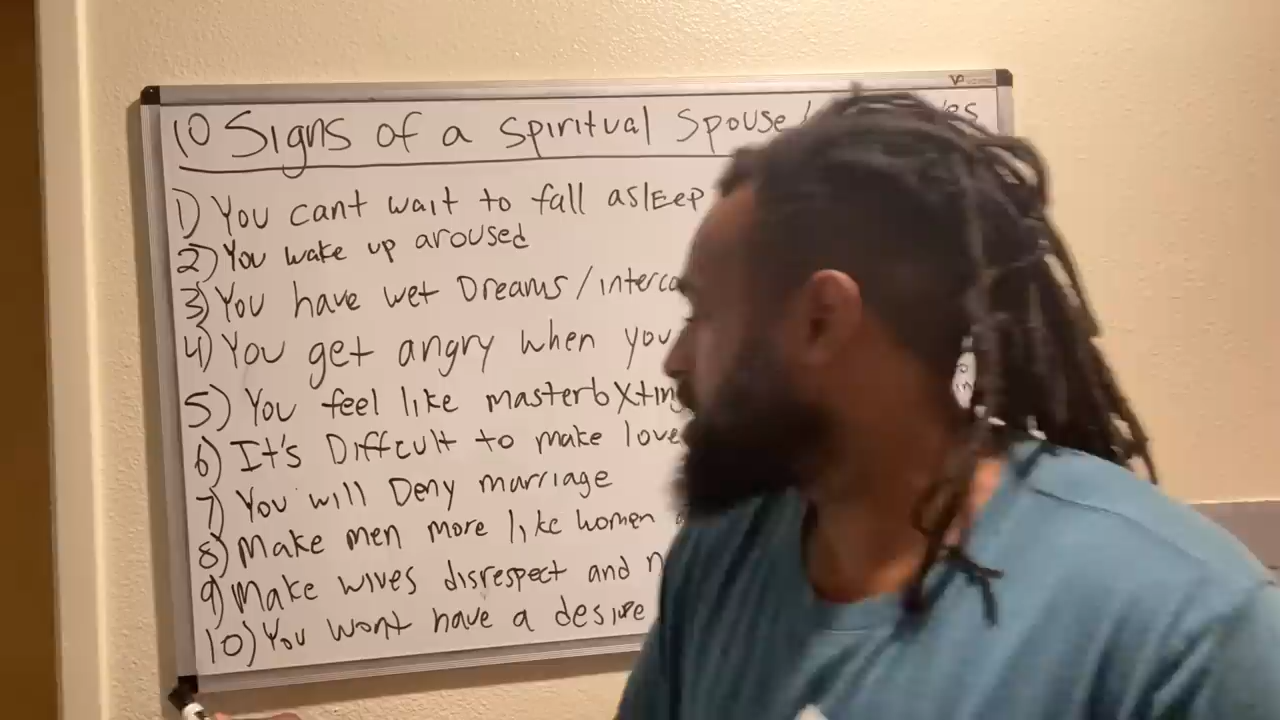 10 Signs of a Spiritual Spouse
1) You cant wait to fall aslEEp
2) You wake up aroused
3) You have wet Dreams /
4) You get angry when you
5) You feel like
6) It's Diffcult to make love
7) You will Deny marriage
8) Make men more like women
9) Make wives disrespect and
10) You wont have a desire